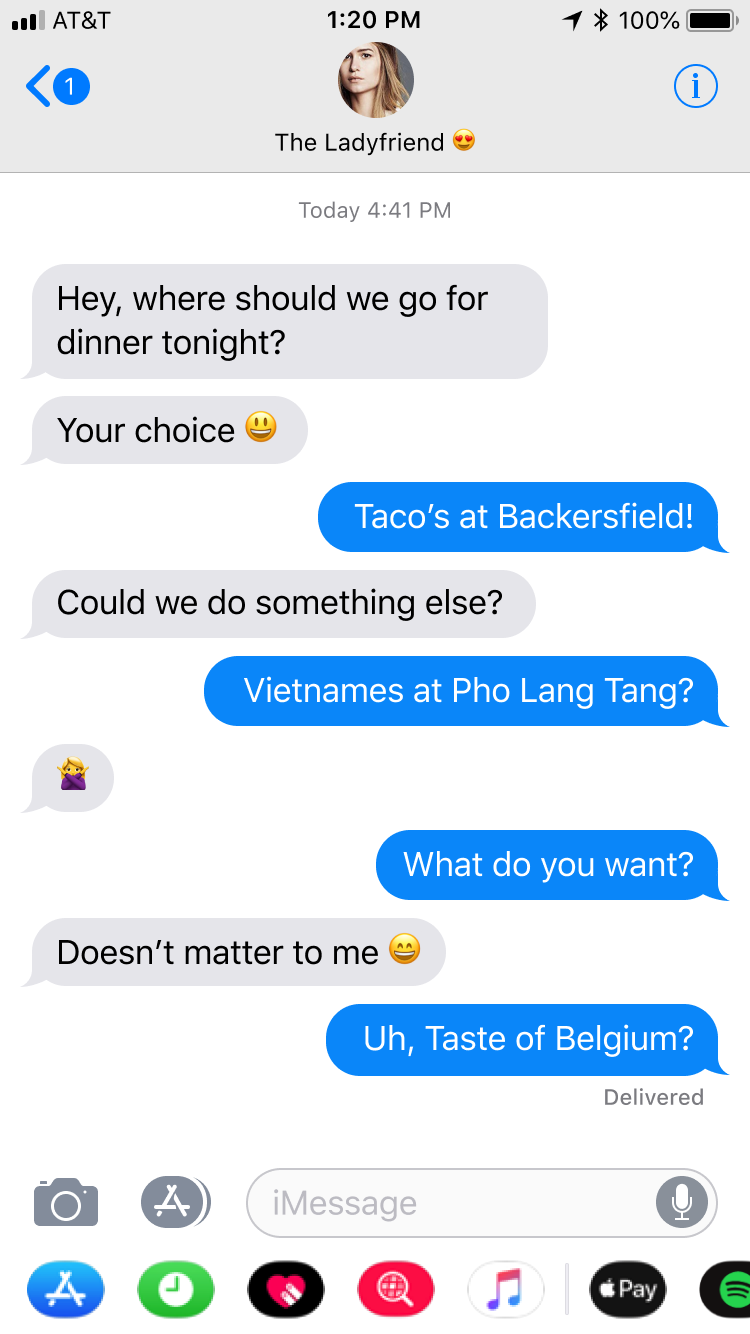 AT&T 1:20 PM 100%
1
The Ladyfriend 😍
Today 4:41 PM
Hey, where should we go for
dinner tonight?
Your choice 😃
Taco’s at Backersfield!
Could we do something else?
Vietnames at Pho Lang Tang?
🙅‍♀️
What do you want?
Doesn’t matter to me 😄
Uh, Taste of Belgium?
Delivered
iMessage
Pay